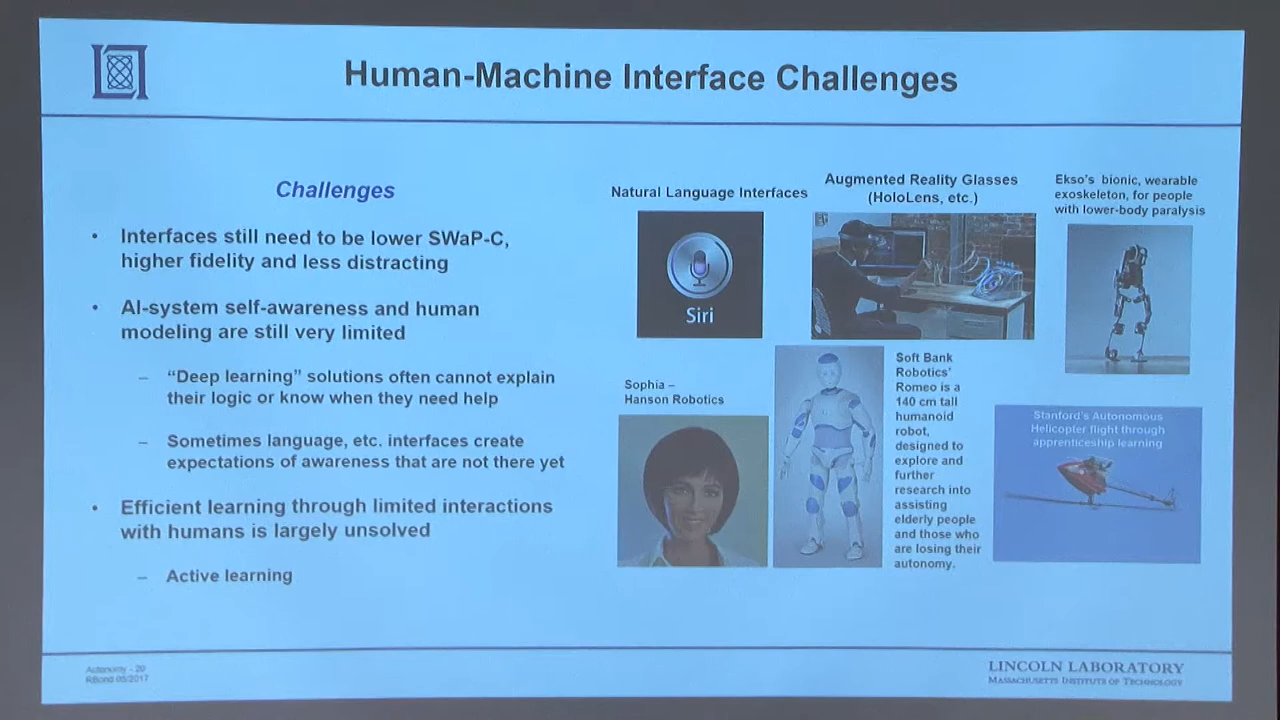 Human-Machine Interface Challenges
Challenges
• Interfaces still need to be lower SWaP-C,
higher fidelity and less distracting
• AI-system self-awareness and human
modeling are still very limited
– “Deep learning” solutions often cannot explain
their logic or know when they need help
– Sometimes language, etc. interfaces create
expectations of awareness that are not there yet
• Efficient learning through limited interactions
with humans is largely unsolved
– Active learning
Natural Language Interfaces
Siri
Augmented Reality Glasses
(HoloLens, etc.)
Ekso's bionic, wearable
exoskeleton, for people
with lower-body paralysis
Sophia –
Hanson Robotics
Soft Bank
Robotics'
Romeo is a
140 cm tall
humanoid
robot,
designed to
explore and
further
research into
assisting
elderly people
and those who
are losing their
autonomy.
Stanford's Autonomous
Helicopter flight through
apprenticeship learning
Autonomy - 20
RBond 05/2017
LINCOLN LABORATORY
MASSACHUSETTS INSTITUTE OF TECHNOLOGY